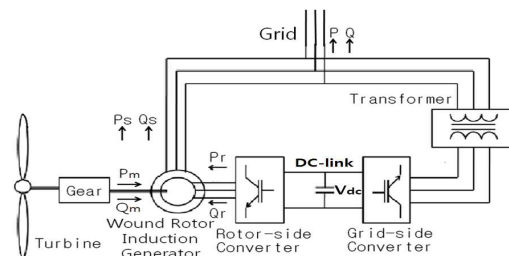 Grid
P Q
Transformer
Ps Qs
Pm
Pr
DC-link
Gear
Vdc
Qm
Qr
Turbine
Wound Rotor
Induction
Generator
Rotor-side
Converter
Grid-side
Converter